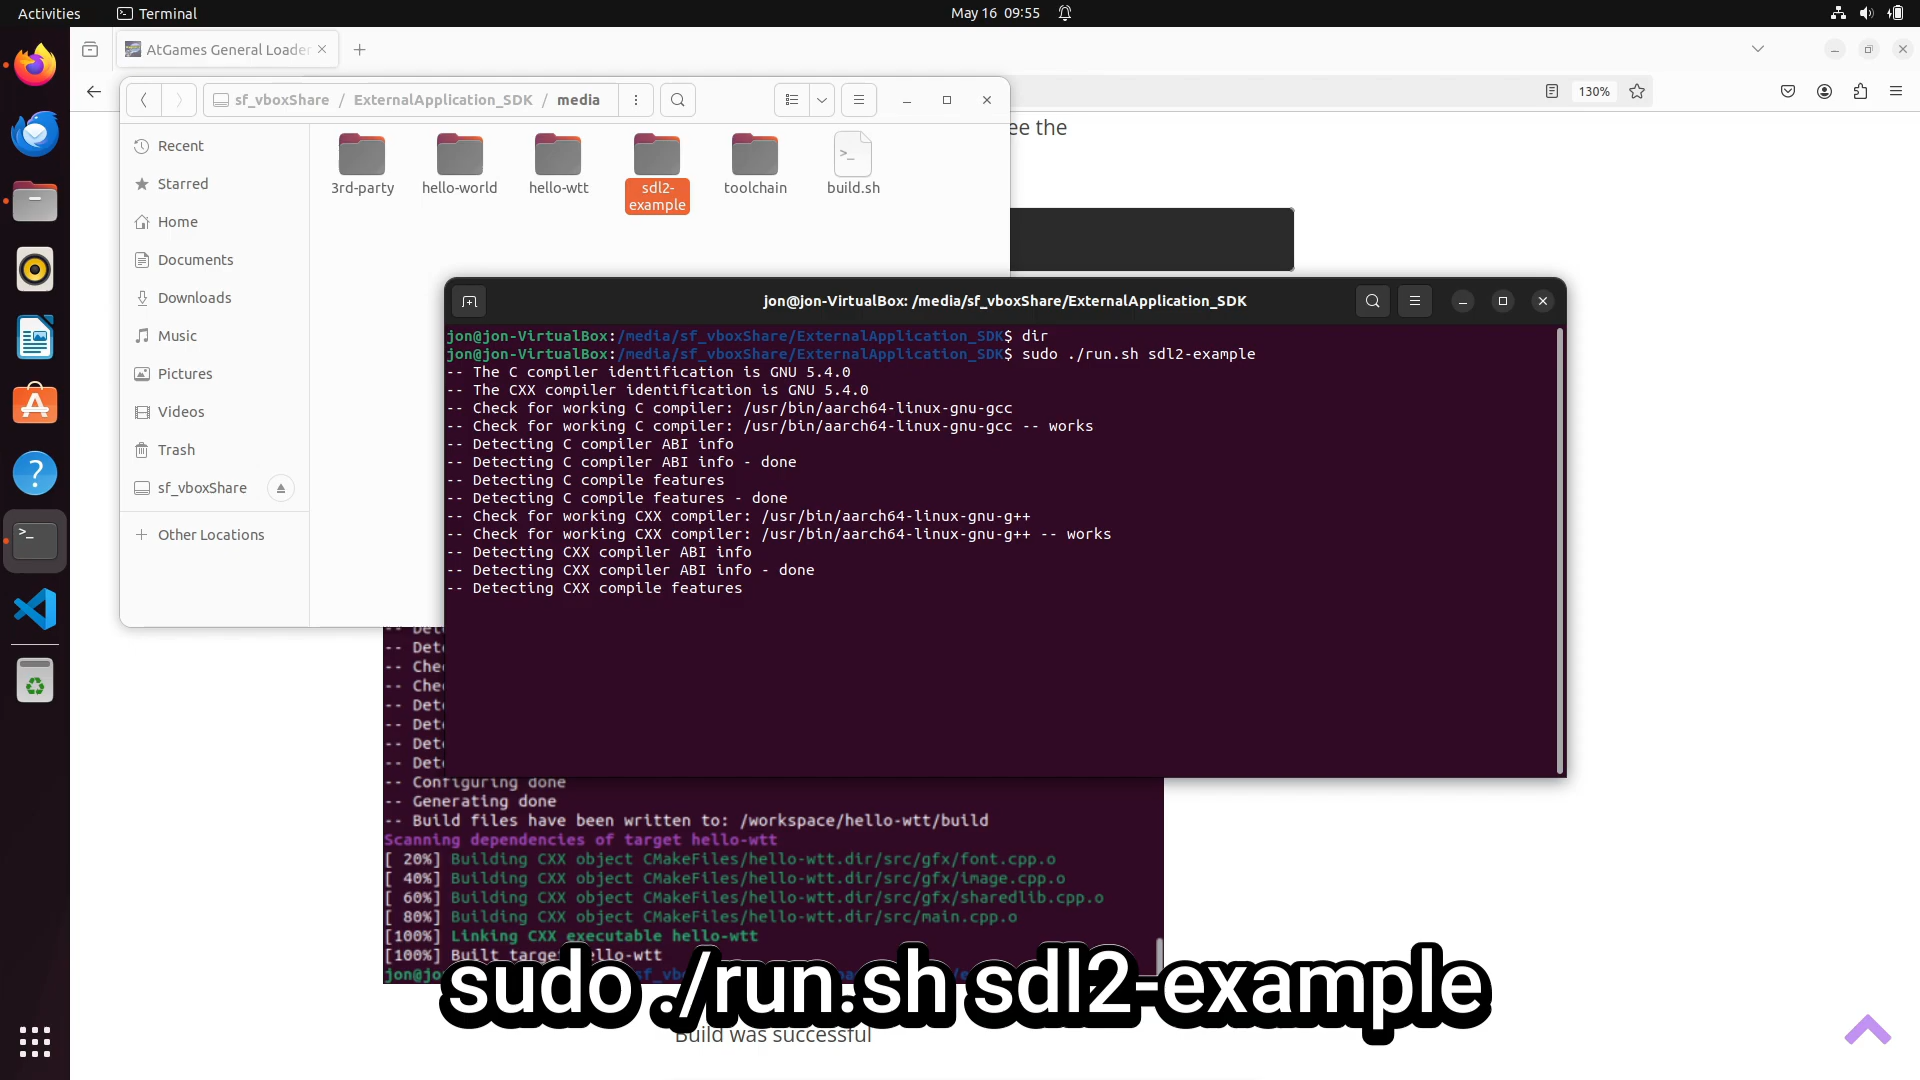 Activities
Terminal
May 16 09:55
AtGames General Loader
130%
sf_vboxShare / ExternalApplication_SDK / media
ee the
Recent
Starred
Home
Documents
Downloads
Music
Pictures
Videos
Trash
sf_vboxShare
Other Locations
3rd-party
hello-world
hello-wtt
sdl2-
example
toolchain
build.sh
jon@jon-VirtualBox: /media/sf_vboxShare/ExternalApplication_SDK
jon@jon-VirtualBox:/media/sf_vboxShare/ExternalApplication_SDK$ dir
jon@jon-VirtualBox:/media/sf_vboxShare/ExternalApplication_SDK$ sudo ./run.sh sdl2-example
-- The C compiler identification is GNU 5.4.0
-- The CXX compiler identification is GNU 5.4.0
-- Check for working C compiler: /usr/bin/aarch64-linux-gnu-gcc
-- Check for working C compiler: /usr/bin/aarch64-linux-gnu-gcc -- works
-- Detecting C compiler ABI info
-- Detecting C compiler ABI info - done
-- Detecting C compile features
-- Detecting C compile features - done
-- Check for working CXX compiler: /usr/bin/aarch64-linux-gnu-g++
-- Check for working CXX compiler: /usr/bin/aarch64-linux-gnu-g++ -- works
-- Detecting CXX compiler ABI info
-- Detecting CXX compiler ABI info - done
-- Detecting CXX compile features
-- Dete
-- Dete
-- Che
-- Che
-- Dete
-- Dete
-- Dete
-- Dete
-- Configuring done
-- Generating done
-- Build files have been written to: /workspace/hello-wtt/build
Scanning dependencies of target hello-wtt
[ 20%] Building CXX object CMakeFiles/hello-wtt.dir/src/gfx/font.cpp.o
[ 40%] Building CXX object CMakeFiles/hello-wtt.dir/src/gfx/image.cpp.o
[ 60%] Building CXX object CMakeFiles/hello-wtt.dir/src/gfx/sharedlib.cpp.o
[ 80%] Building CXX object CMakeFiles/hello-wtt.dir/src/main.cpp.o
[100%] Linking CXX executable hello-wtt
[100%] Built target hello-wtt
sudo ./run.sh sdl2-example
Build was successful